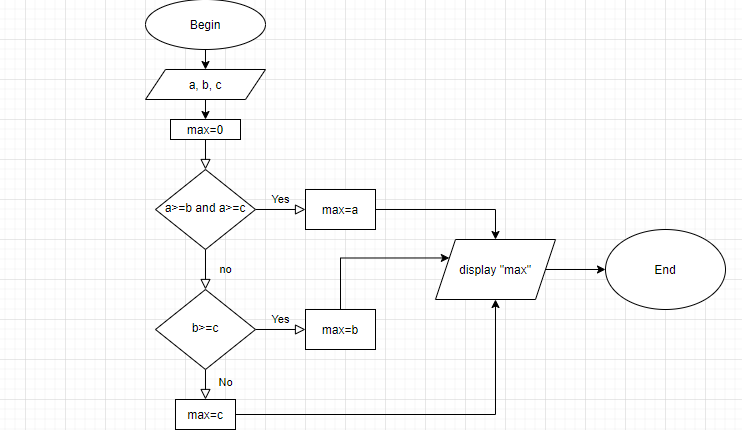 Begin
a, b, c
max=0
a>=b and a>=c
Yes
max=a
no
display "max"
End
b>=c
Yes
max=b
No
max=c